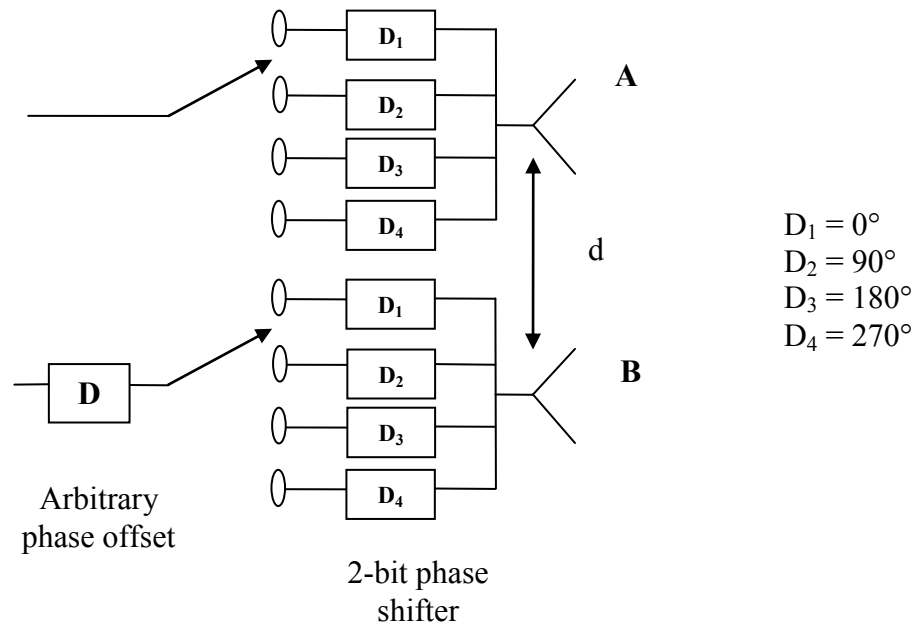 D₁
A
D₂
D₃
D₄
d
D₁ = 0°
D₂ = 90°
D₃ = 180°
D₄ = 270°
D₁
B
D₂
D
D₃
D₄
Arbitrary
phase offset
2-bit phase
shifter